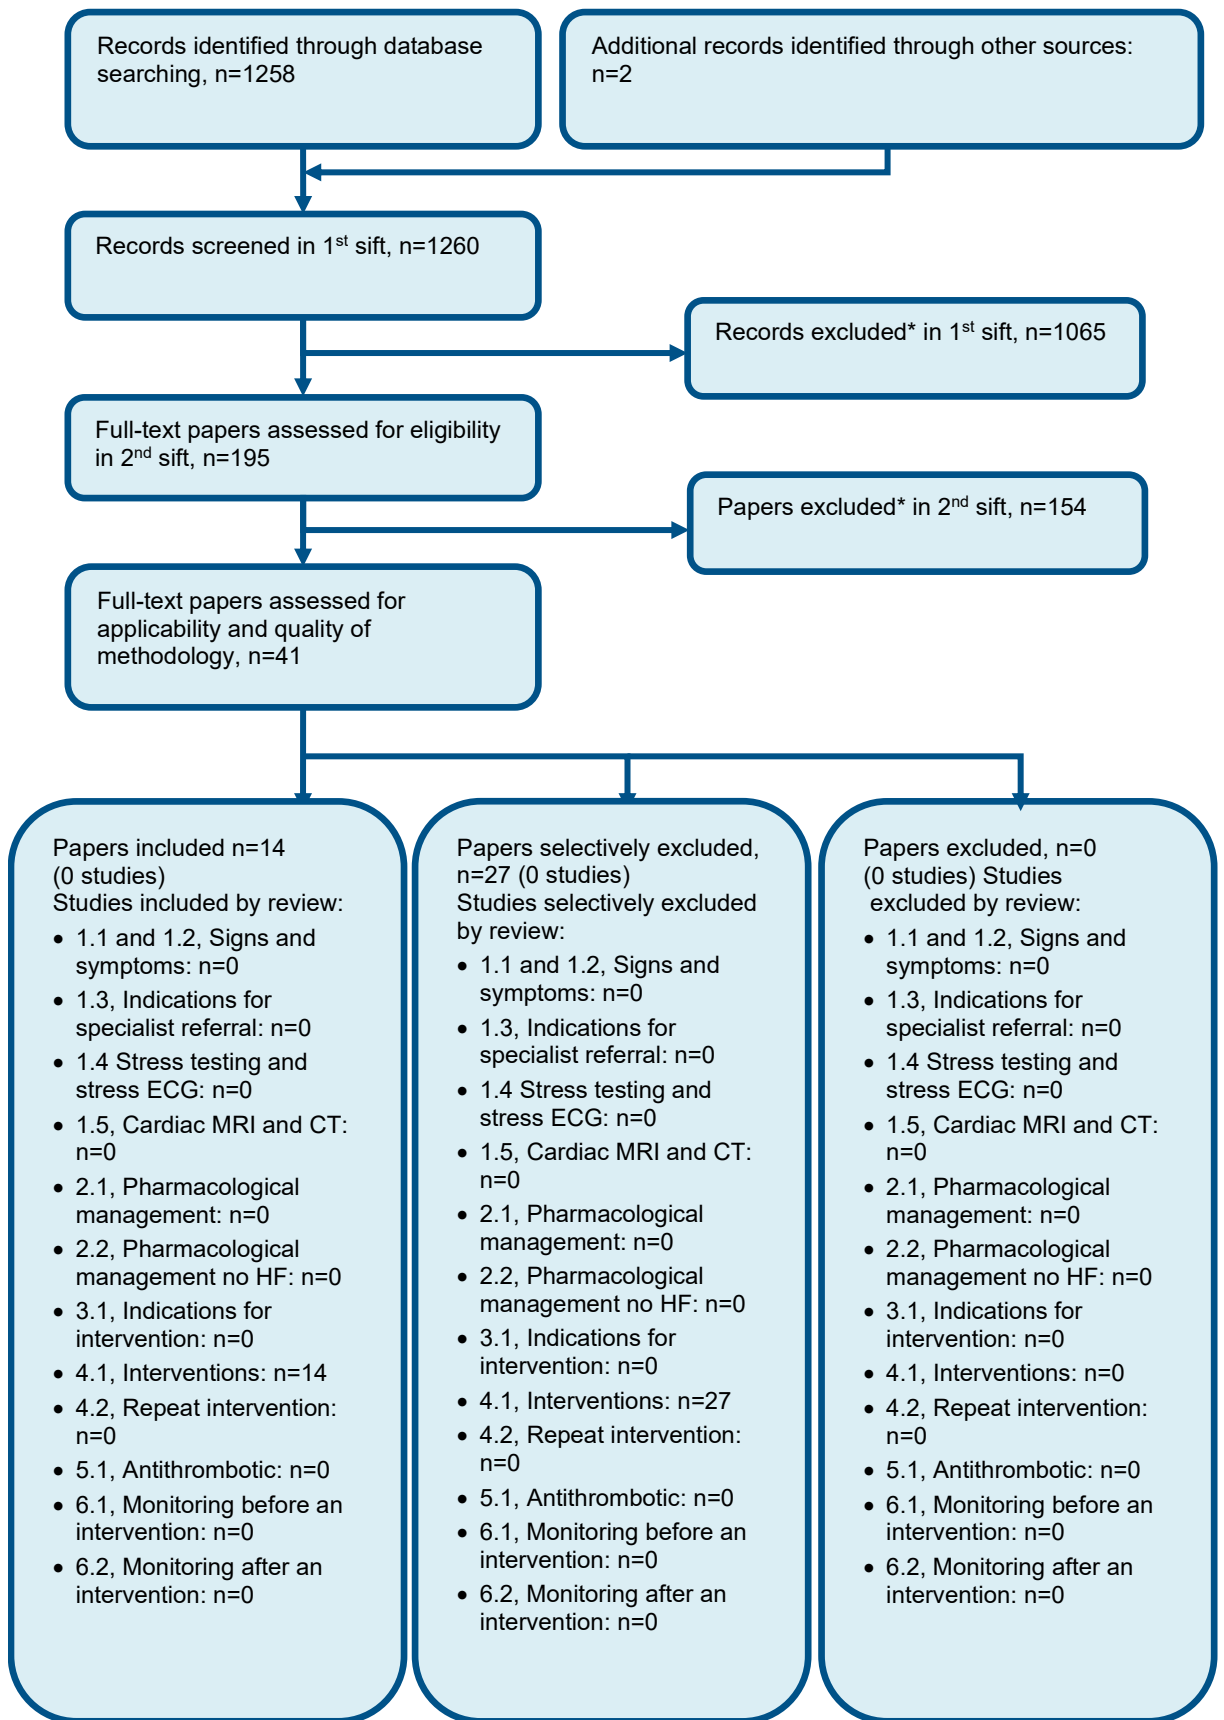 Records identified through database
searching, n=1258
Additional records identified through other sources:
n=2
Records screened in 1st sift, n=1260
Records excluded* in 1st sift, n=1065
Full-text papers assessed for eligibility
in 2nd sift, n=195
Papers excluded* in 2nd sift, n=154
Full-text papers assessed for
applicability and quality of
methodology, n=41
Papers included n=14
(0 studies)
Studies included by review:
• 1.1 and 1.2, Signs and
symptoms: n=0
• 1.3, Indications for
specialist referral: n=0
• 1.4 Stress testing and
stress ECG: n=0
• 1.5, Cardiac MRI and CT:
n=0
• 2.1, Pharmacological
management: n=0
• 2.2, Pharmacological
management no HF: n=0
• 3.1, Indications for
intervention: n=0
• 4.1, Interventions: n=14
• 4.2, Repeat intervention:
n=0
• 5.1, Antithrombotic: n=0
• 6.1, Monitoring before an
intervention: n=0
• 6.2, Monitoring after an
intervention: n=0
Papers selectively excluded,
n=27 (0 studies)
Studies selectively excluded
by review:
• 1.1 and 1.2, Signs and
symptoms: n=0
• 1.3, Indications for
specialist referral: n=0
• 1.4 Stress testing and
stress ECG: n=0
• 1.5, Cardiac MRI and CT:
n=0
• 2.1, Pharmacological
management: n=0
• 2.2, Pharmacological
management no HF: n=0
• 3.1, Indications for
intervention: n=0
• 4.1, Interventions: n=27
• 4.2, Repeat intervention:
n=0
• 5.1, Antithrombotic: n=0
• 6.1, Monitoring before an
intervention: n=0
• 6.2, Monitoring after an
intervention: n=0
Papers excluded, n=0
(0 studies) Studies
excluded by review:
• 1.1 and 1.2, Signs and
symptoms: n=0
• 1.3, Indications for
specialist referral: n=0
• 1.4 Stress testing and
stress ECG: n=0
• 1.5, Cardiac MRI and CT:
n=0
• 2.1, Pharmacological
management: n=0
• 2.2, Pharmacological
management no HF: n=0
• 3.1, Indications for
intervention: n=0
• 4.1, Interventions: n=0
• 4.2, Repeat intervention:
n=0
• 5.1, Antithrombotic: n=0
• 6.1, Monitoring before an
intervention: n=0
• 6.2, Monitoring after an
intervention: n=0